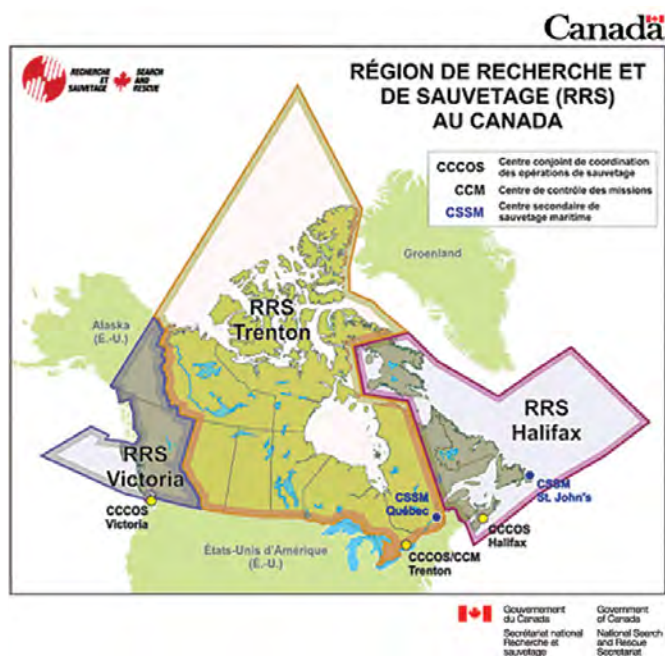 Canada
RECHERCHE
ET
SAUVETAGE
SEARCH
AND
RESCUE
RÉGION DE RECHERCHE ET
DE SAUVETAGE (RRS)
AU CANADA
CCCOS Centre conjoint de coordination
des opérations de sauvetage
CCM Centre de contrôle des missions
CSSM Centre secondaire de
sauvetage maritime
Groenland
RRS
Trenton
Alaska
(É.-U.)
RRS
Halifax
RRS
Victoria
CSSM
St. John's
CCCOS
Victoria
CSSM
Québec
CCCOS
Halifax
États-Unis d'Amérique
(É.-U.)
CCCOS/CCM
Trenton
Gouvernement
du Canada
Government
of Canada
Secrétariat national
Recherche et
sauvetage
National Search
and Rescue
Secretariat